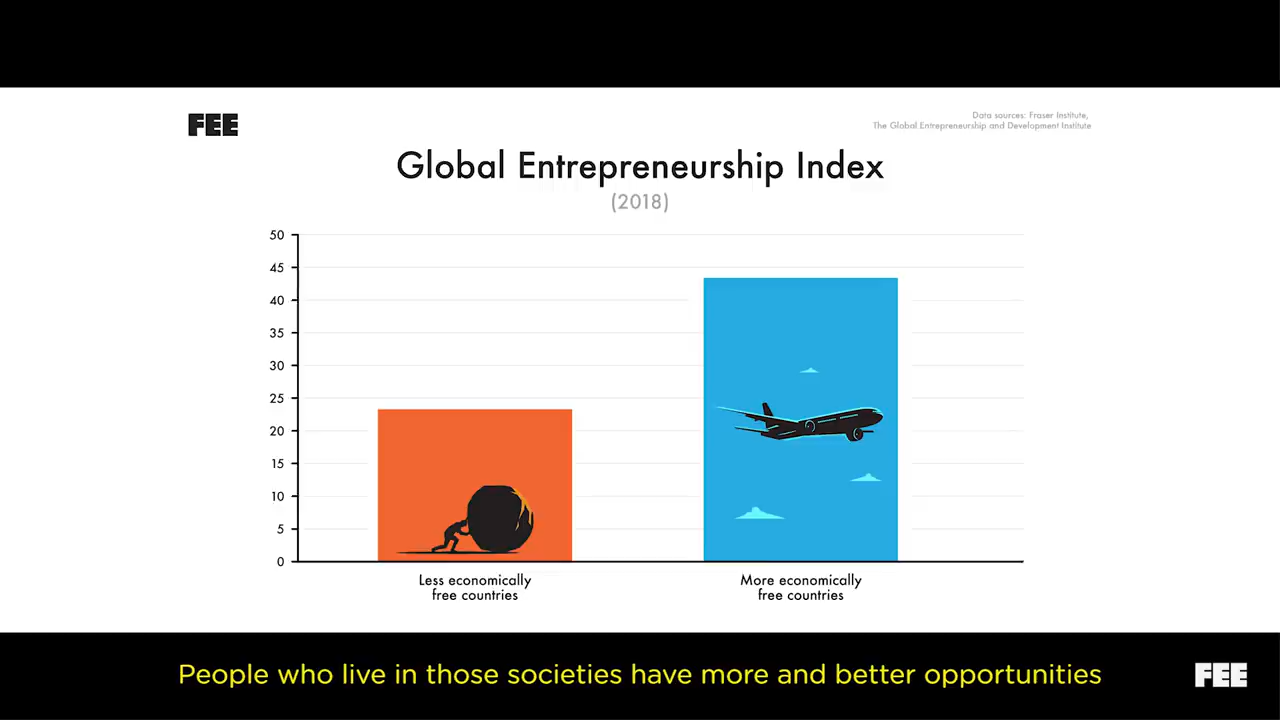 FEE
Data sources: Fraser Institute,
The Global Entrepreneurship and Development Institute
Global Entrepreneurship Index
(2018)
50
45
40
35
30
25
20
15
10
5
0
Less economically
free countries
More economically
free countries
People who live in those societies have more and better opportunities
FEE